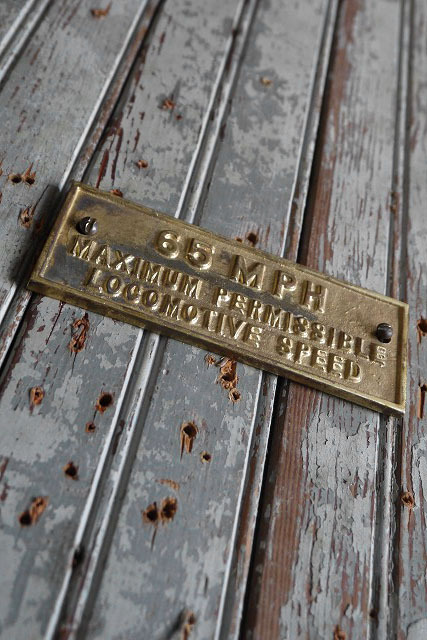 65 MPH
MAXIMUM PERMISSIBLE
LOCOMOTIVE SPEED